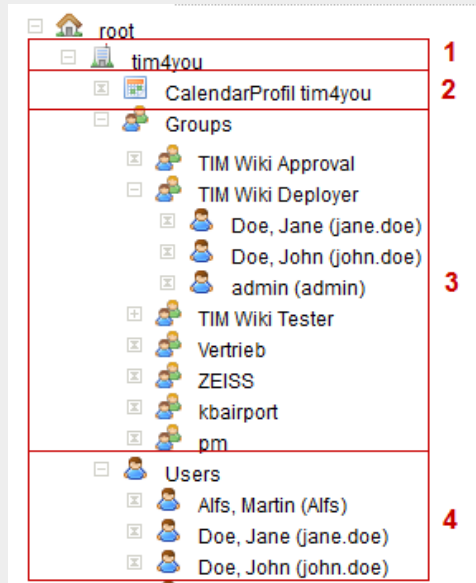 root
tim4you 1
CalendarProfil tim4you 2
Groups
TIM Wiki Approval
TIM Wiki Deployer
Doe, Jane (jane.doe)
Doe, John (john.doe)
admin (admin) 3
TIM Wiki Tester
Vertrieb
ZEISS
kbairport
pm
Users
Alfs, Martin (Alfs)
Doe, Jane (jane.doe) 4
Doe, John (john.doe)